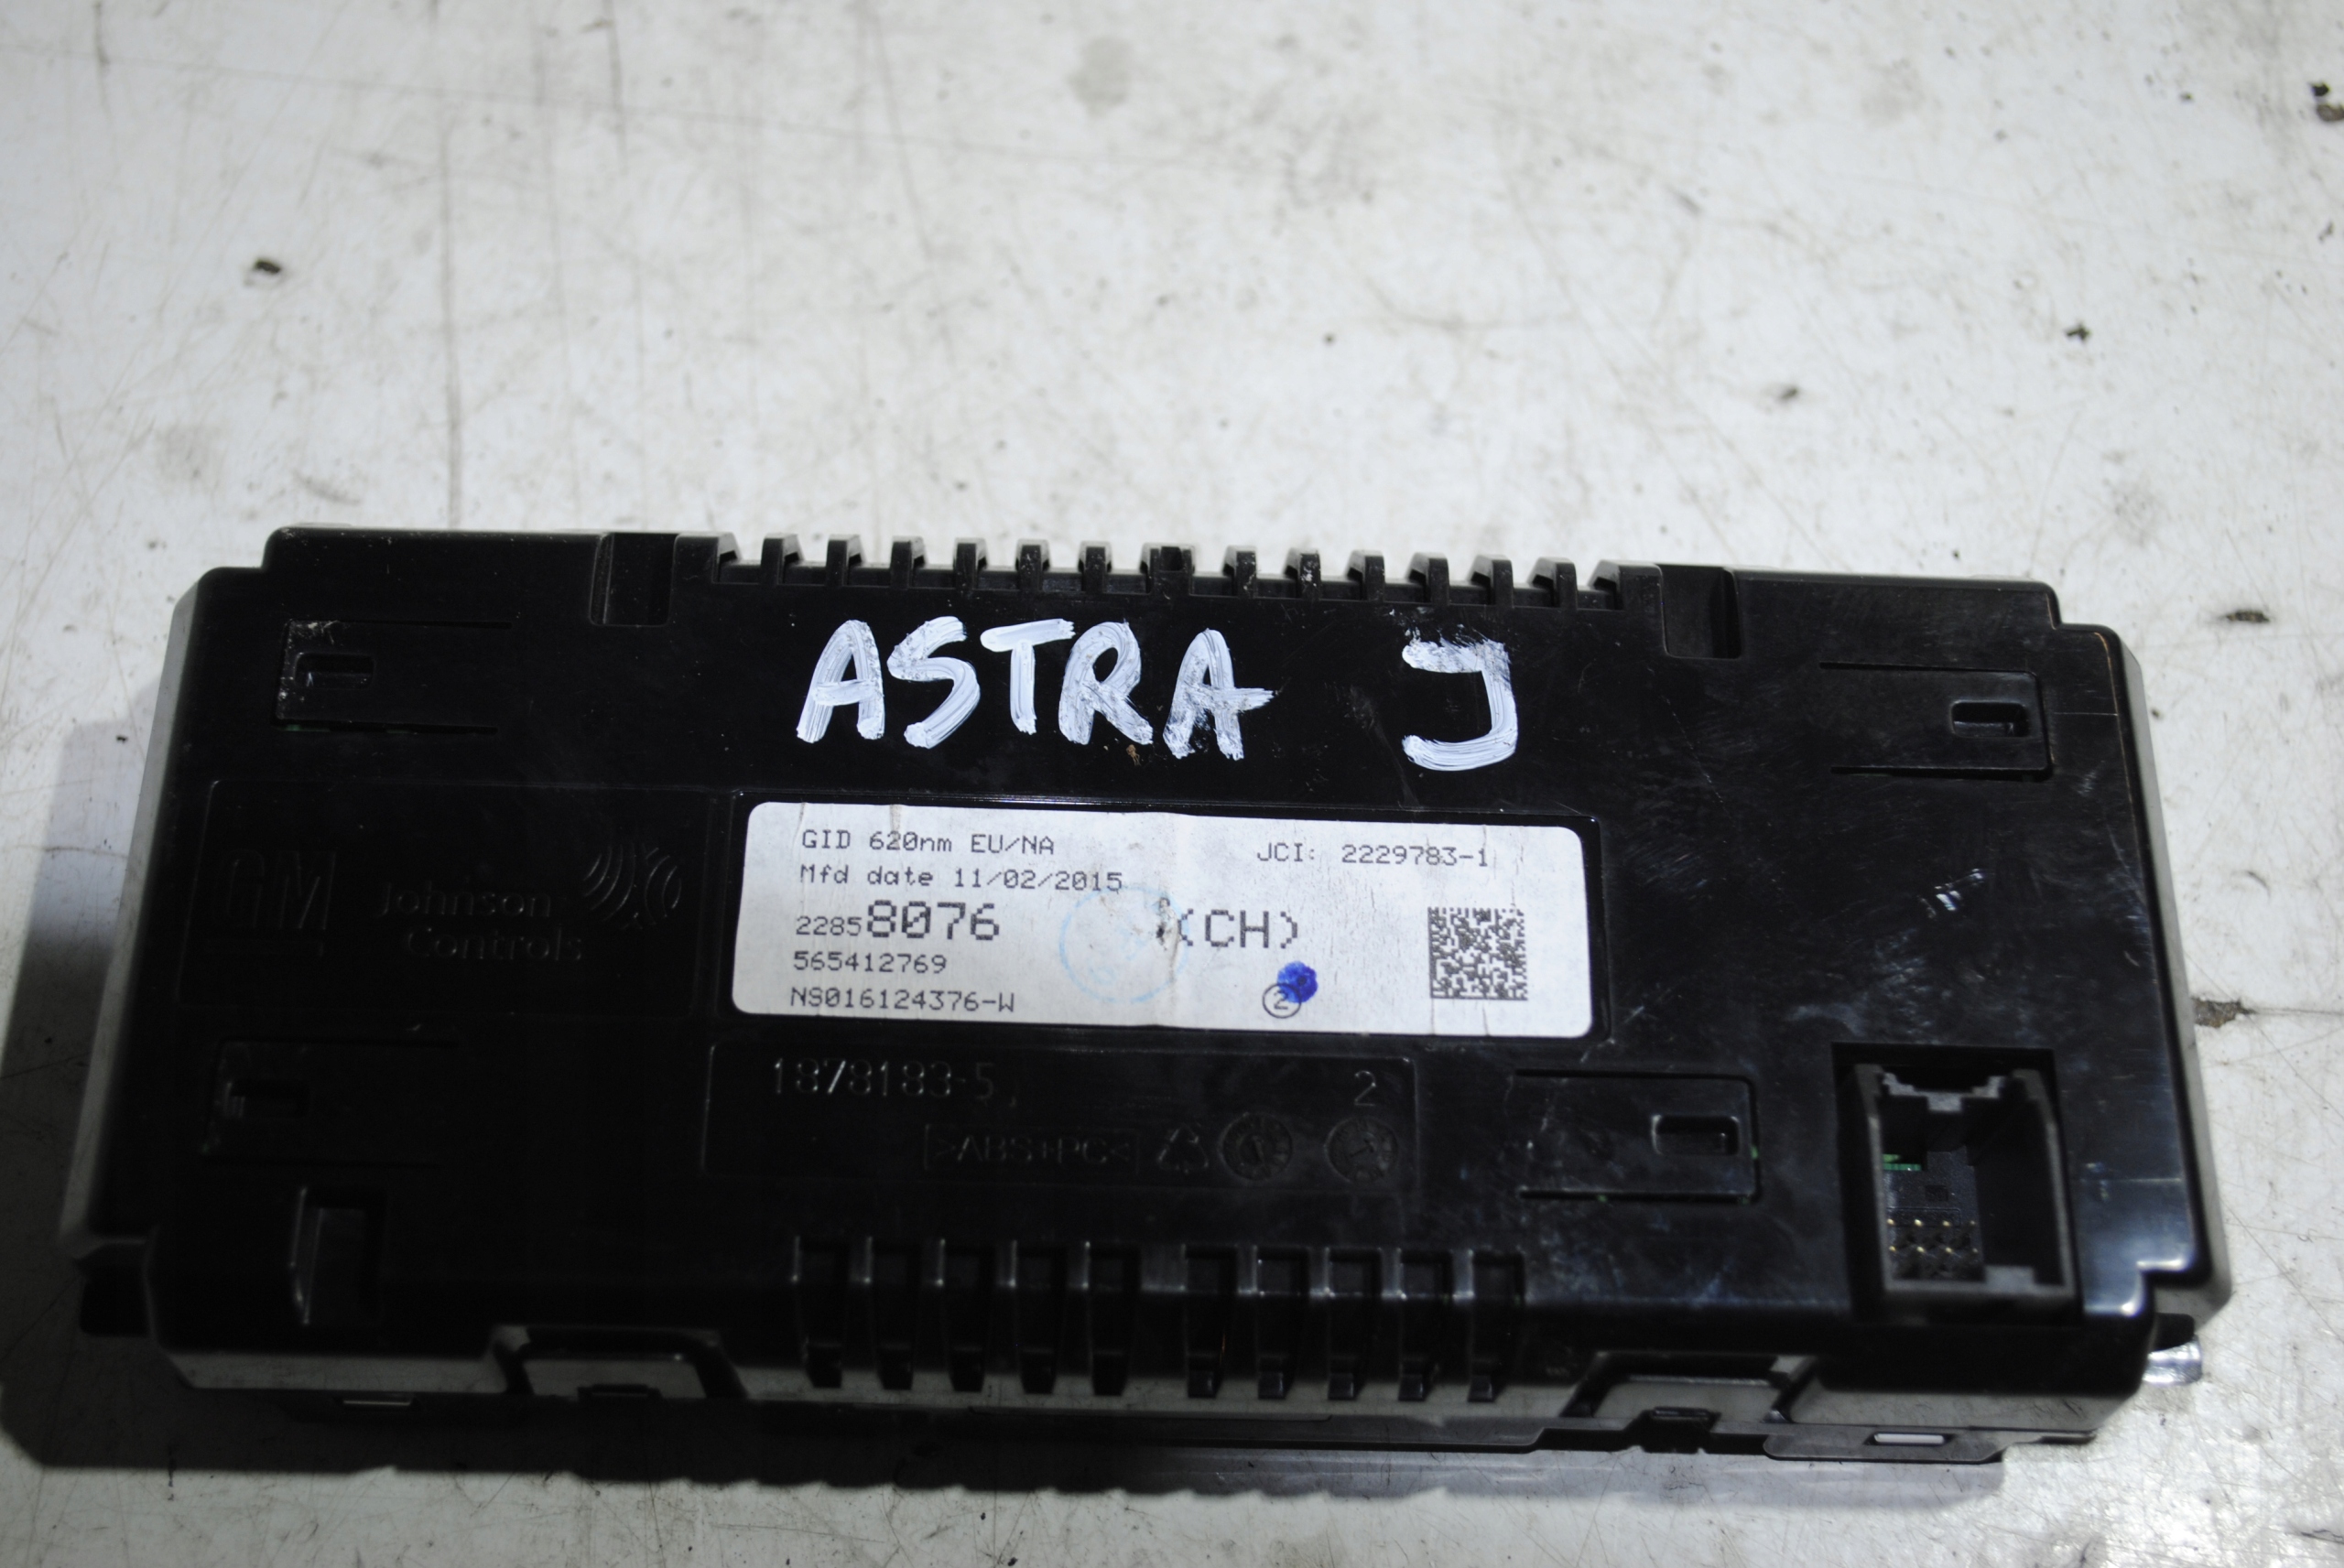 ASTRA J
GID 620nm EU/NA
JCI: 2229783-1
Mfd date 11/02/2015
22858076
(CH)
565412769
NS016124376-W
2
GM
Johnson
Controls
1878183-5
2
>ABS+PC<